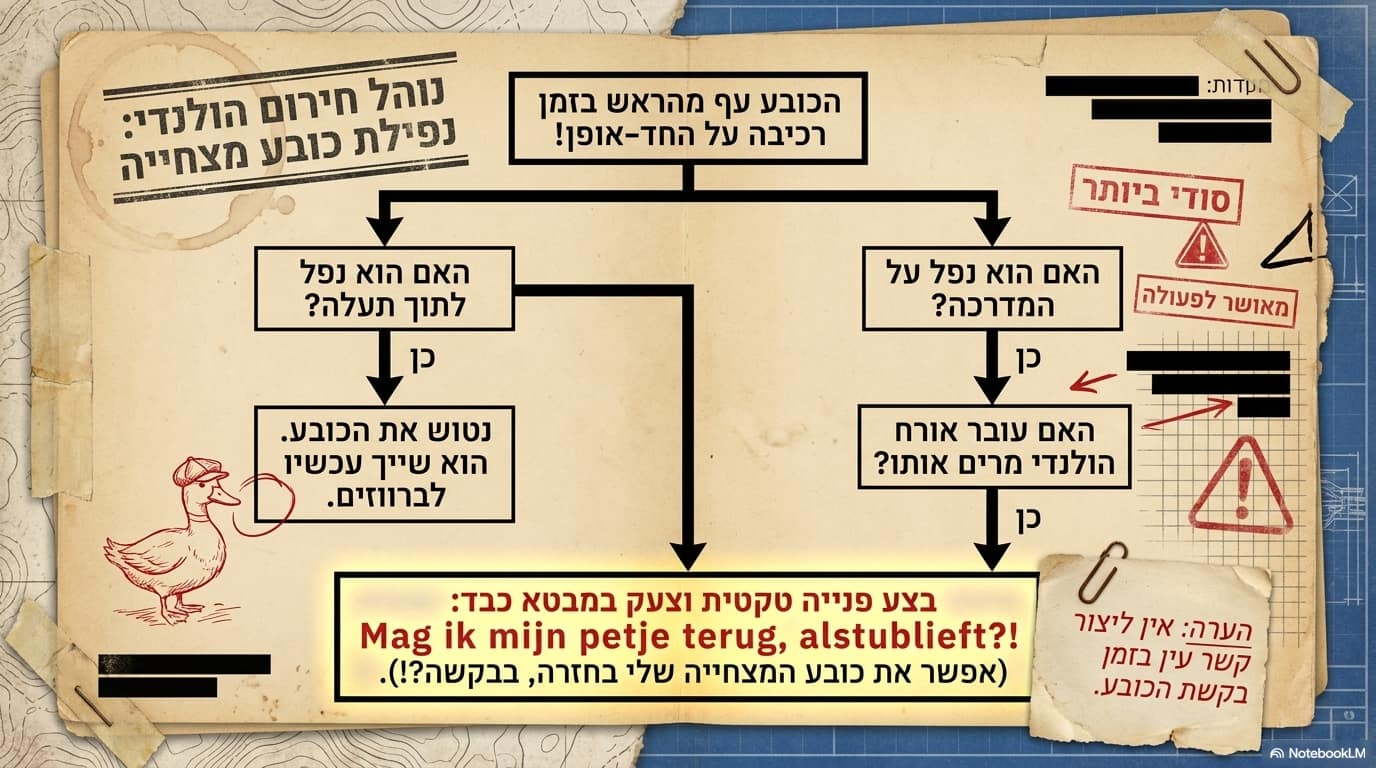 נוהל חירום הולנדי:
נפילת כובע מצחייה
הכובע עף מהראש בזמן
רכיבה על החד-אופן!
סודי ביותר
מאושר לפעולה
האם הוא נפל על
המדרכה?
כן
האם עובר אורח
הולנדי מרים אותו?
כן
האם הוא נפל
לתוך תעלה?
כן
נטוש את הכובע.
הוא שייך עכשיו
לברווזים.
בצע פנייה טקטית וצעק במבטא כבד:
Mag ik mijn petje terug, alstublieft?!
(אפשר את כובע המצחייה שלי בחזרה, בבקשה?!).
הערה: אין ליצור
קשר עין בזמן
בקשת הכובע.
NotebookLM